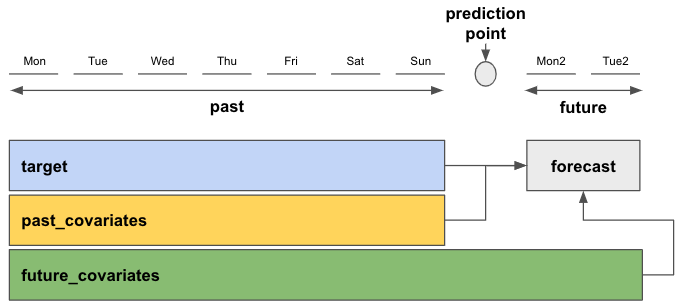 prediction
point
Mon Tue Wed Thu Fri Sat Sun Mon2 Tue2
past future
target forecast
past_covariates
future_covariates